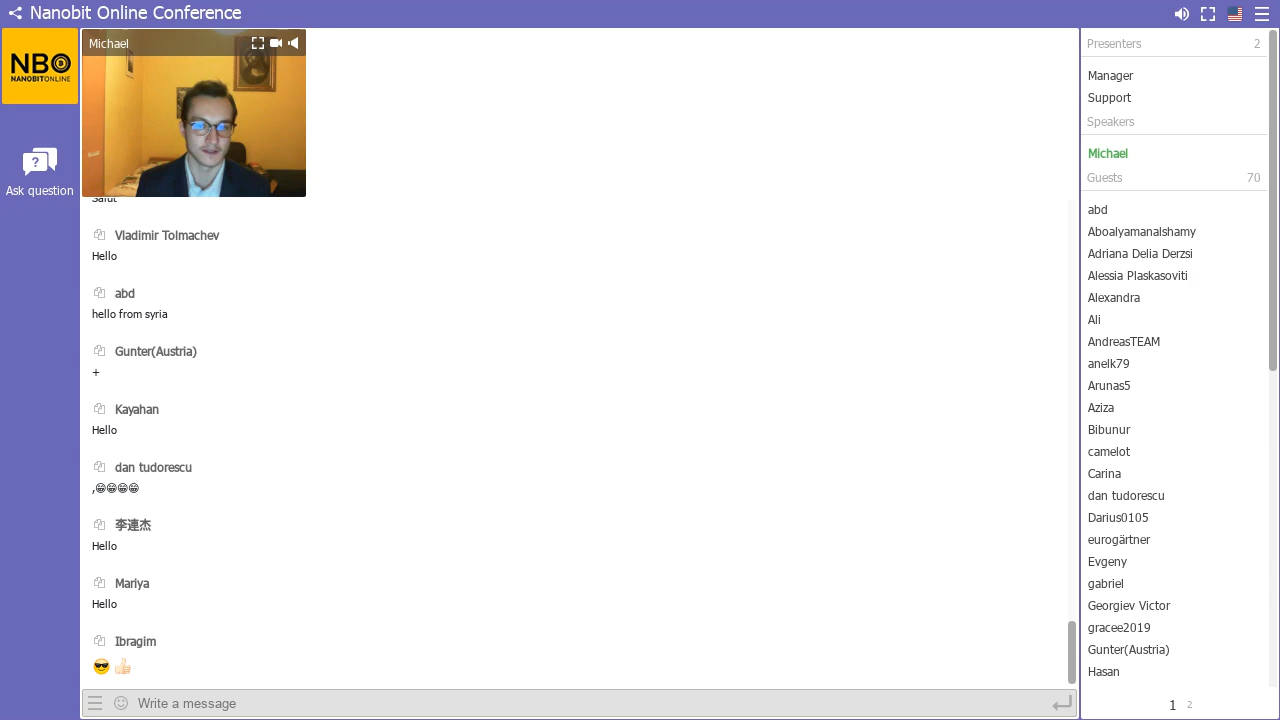 Nanobit Online Conference
NBO
NANOBITONLINE
Ask question
Michael
Salut
Vladimir Tolmachev
Hello
abd
hello from syria
Gunter(Austria)
+
Kayahan
Hello
dan tudorescu
,😁😁😁😁
李連杰
Hello
Mariya
Hello
Ibragim
😎 👍
Write a message
Presenters 2
Manager
Support
Speakers
Michael
Guests 70
abd
Aboalyamanalshamy
Adriana Delia Derzsi
Alessia Plaskasoviti
Alexandra
Ali
AndreasTEAM
anelk79
Arunas5
Aziza
Bibunur
camelot
Carina
dan tudorescu
Darius0105
eurogärtner
Evgeny
gabriel
Georgiev Victor
gracee2019
Gunter(Austria)
Hasan
1 2